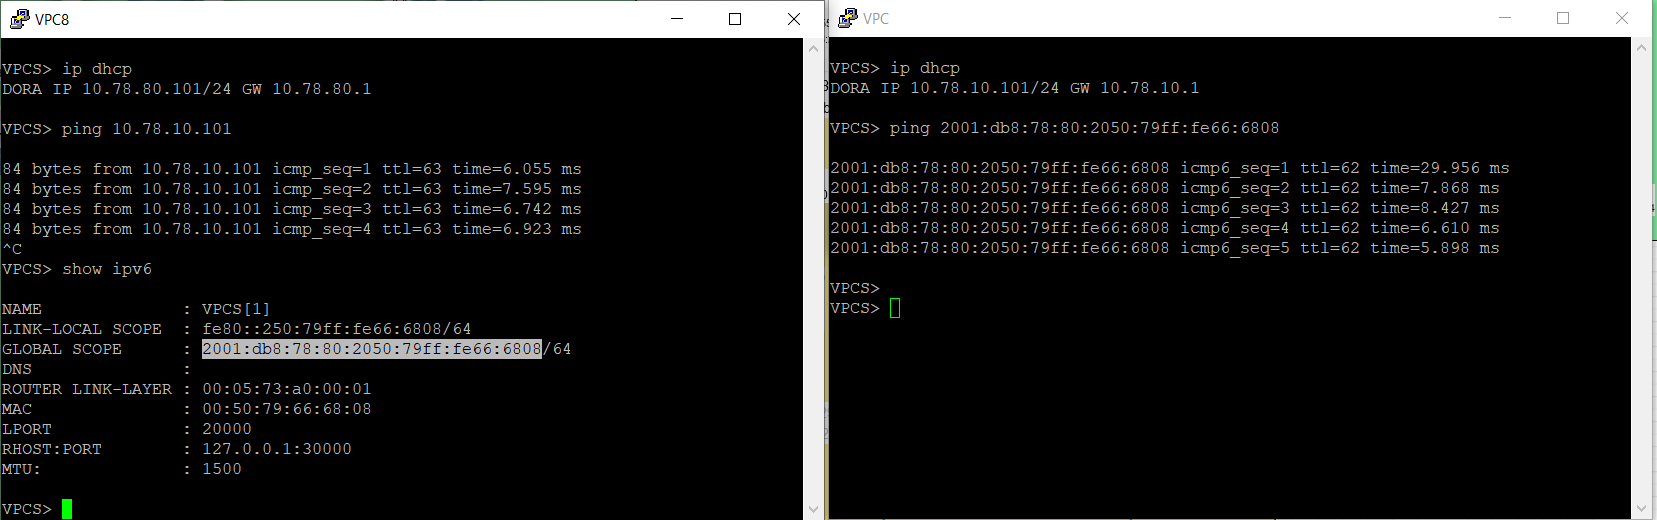 VPC8
VPCS> ip dhcp
DORA IP 10.78.80.101/24 GW 10.78.80.1
VPCS> ping 10.78.10.101
84 bytes from 10.78.10.101 icmp_seq=1 ttl=63 time=6.055 ms
84 bytes from 10.78.10.101 icmp_seq=2 ttl=63 time=7.595 ms
84 bytes from 10.78.10.101 icmp_seq=3 ttl=63 time=6.742 ms
84 bytes from 10.78.10.101 icmp_seq=4 ttl=63 time=6.923 ms
^C
VPCS> show ipv6
NAME : VPCS[1]
LINK-LOCAL SCOPE : fe80::250:79ff:fe66:6808/64
GLOBAL SCOPE : 2001:db8:78:80:2050:79ff:fe66:6808/64
DNS :
ROUTER LINK-LAYER : 00:05:73:a0:00:01
MAC : 00:50:79:66:68:08
LPORT : 20000
RHOST:PORT : 127.0.0.1:30000
MTU: : 1500
VPCS>
VPC
VPCS> ip dhcp
DORA IP 10.78.10.101/24 GW 10.78.10.1
VPCS> ping 2001:db8:78:80:2050:79ff:fe66:6808
2001:db8:78:80:2050:79ff:fe66:6808 icmp6_seq=1 ttl=62 time=29.956 ms
2001:db8:78:80:2050:79ff:fe66:6808 icmp6_seq=2 ttl=62 time=7.868 ms
2001:db8:78:80:2050:79ff:fe66:6808 icmp6_seq=3 ttl=62 time=8.427 ms
2001:db8:78:80:2050:79ff:fe66:6808 icmp6_seq=4 ttl=62 time=6.610 ms
2001:db8:78:80:2050:79ff:fe66:6808 icmp6_seq=5 ttl=62 time=5.898 ms
VPCS>
VPCS>